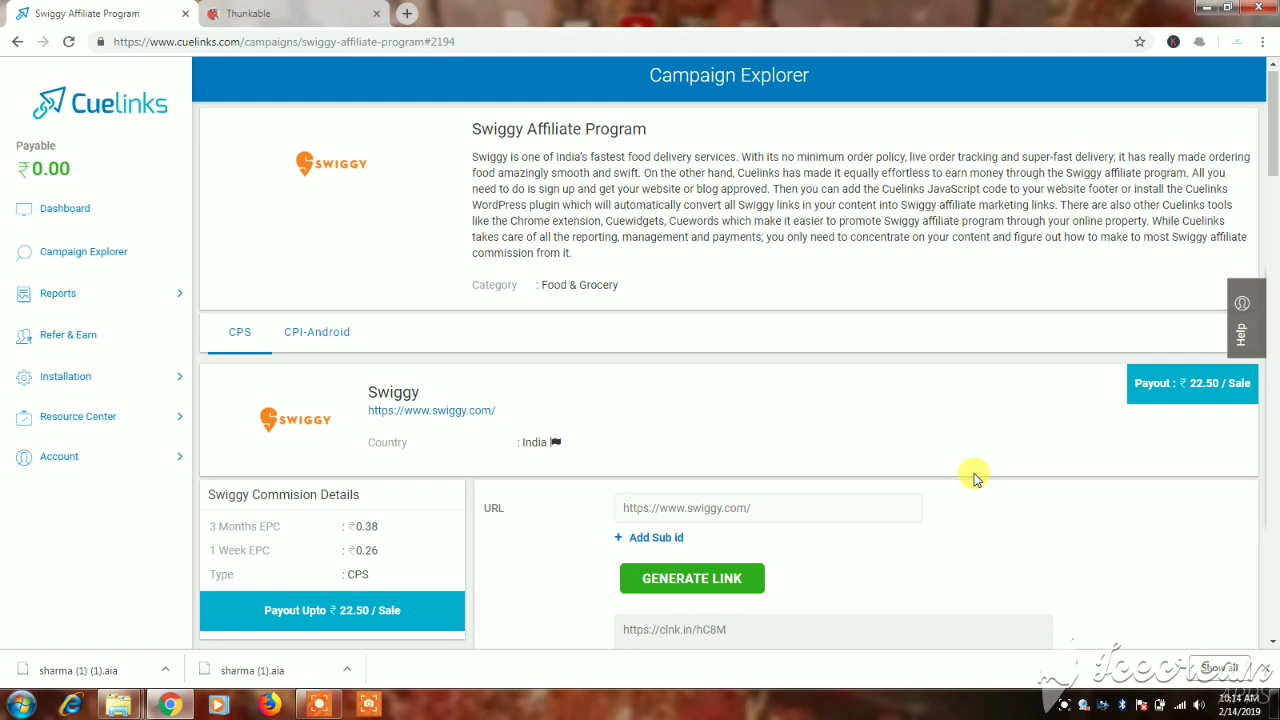 Swiggy Affiliate Program
Thunkable
https://www.cuelinks.com/campaigns/swiggy-affiliate-program#2194
Cuelinks
Payable
₹0.00
Dashboard
Campaign Explorer
Reports
Refer & Earn
Installation
Resource Center
Account
Campaign Explorer
SWIGGY
Swiggy Affiliate Program
Swiggy is one of India's fastest food delivery services. With its no minimum order policy, live order tracking and super-fast delivery; it has really made ordering
food amazingly smooth and swift. On the other hand, Cuelinks has made it equally effortless to earn money through the Swiggy affiliate program. All you
need to do is sign up and get your website or blog approved. Then you can add the Cuelinks JavaScript code to your website footer or install the Cuelinks
WordPress plugin which will automatically convert all Swiggy links in your content into Swiggy affiliate marketing links. There are also other Cuelinks tools
like the Chrome extension, Cuewidgets, Cuewords which make it easier to promote Swiggy affiliate program through your online property. While Cuelinks
takes care of all the reporting, management and payments; you only need to concentrate on your content and figure out how to make to most Swiggy affiliate
commission from it.
Category : Food & Grocery
Help
CPS CPI-Android
SWIGGY
Swiggy
https://www.swiggy.com/
Country : India
Payout : ₹ 22.50 / Sale
Swiggy Commision Details
3 Months EPC : ₹0.38
1 Week EPC : ₹0.26
Type : CPS
Payout Upto ₹ 22.50 / Sale
URL https://www.swiggy.com/
+ Add Sub id
GENERATE LINK
https://clnk.in/hC8M
sharma (1) (1).aia
sharma (1).aia
Show all
Icecream
APPS
10:14 AM
2/14/2019